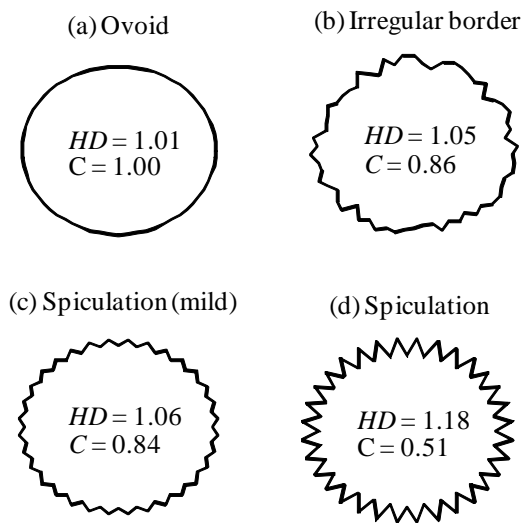 (a) Ovoid
HD = 1.01
C = 1.00
(b) Irregular border
HD = 1.05
C = 0.86
(c) Spiculation (mild)
HD = 1.06
C = 0.84
(d) Spiculation
HD = 1.18
C = 0.51